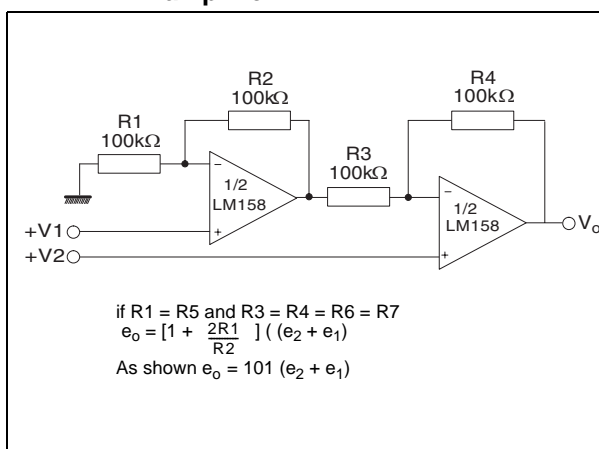 R1
100kΩ
R2
100kΩ
R3
100kΩ
R4
100kΩ
−
1/2
LM158
+
−
1/2
LM158
+
+V1
+V2
Vo
if R1 = R5 and R3 = R4 = R6 = R7
eo = [1 + 2R1/R2 ] ( (e2 + e1)
As shown eo = 101 (e2 + e1)